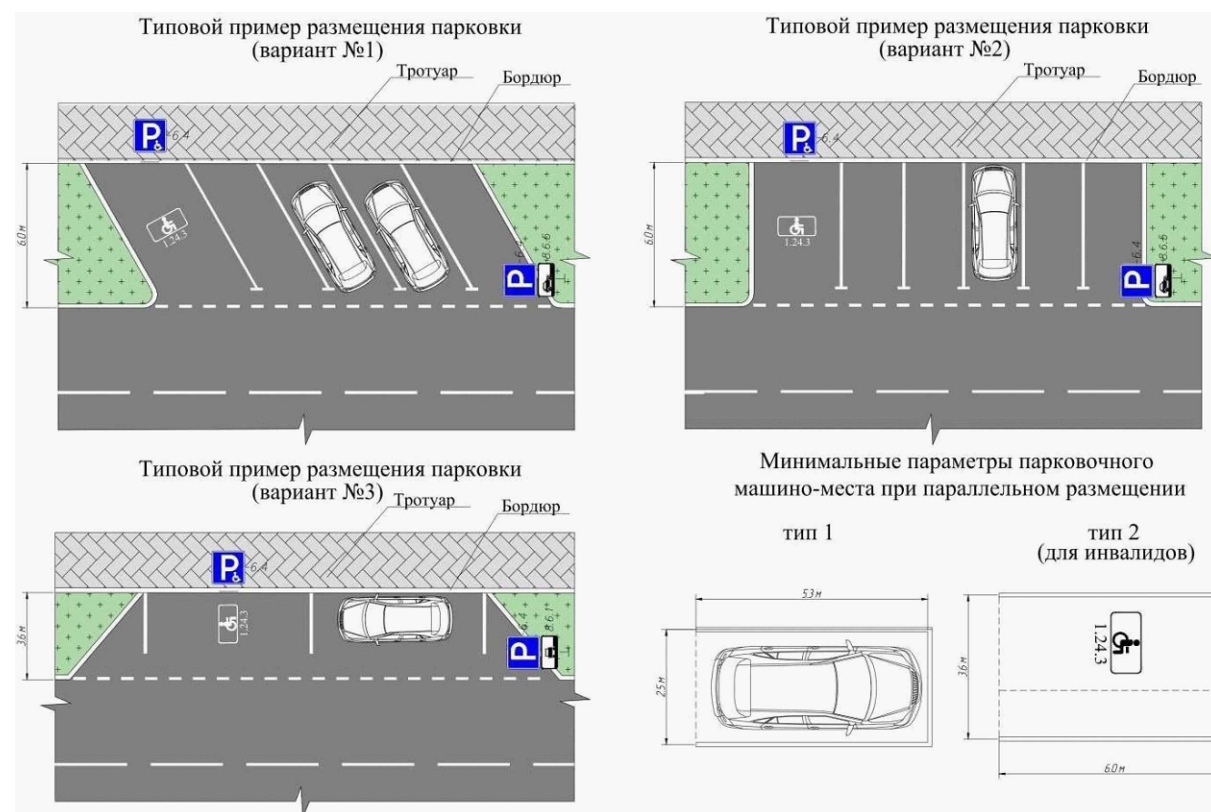 Типовой пример размещения парковки
(вариант №1)
Тротуар
Бордюр
6.4
1.24.3
60м
6.4
8.6.6
P
P
Типовой пример размещения парковки
(вариант №2)
Тротуар
Бордюр
6.4
1.24.3
60м
6.4
8.6.6
P
P
Типовой пример размещения парковки
(вариант №3)
Тротуар
Бордюр
6.4
1.24.3
36м
6.4
8.6.1
P
P
Минимальные параметры парковочного
машино-места при параллельном размещении
тип 1
53м
25м
тип 2
(для инвалидов)
36м
1.24.3
60м